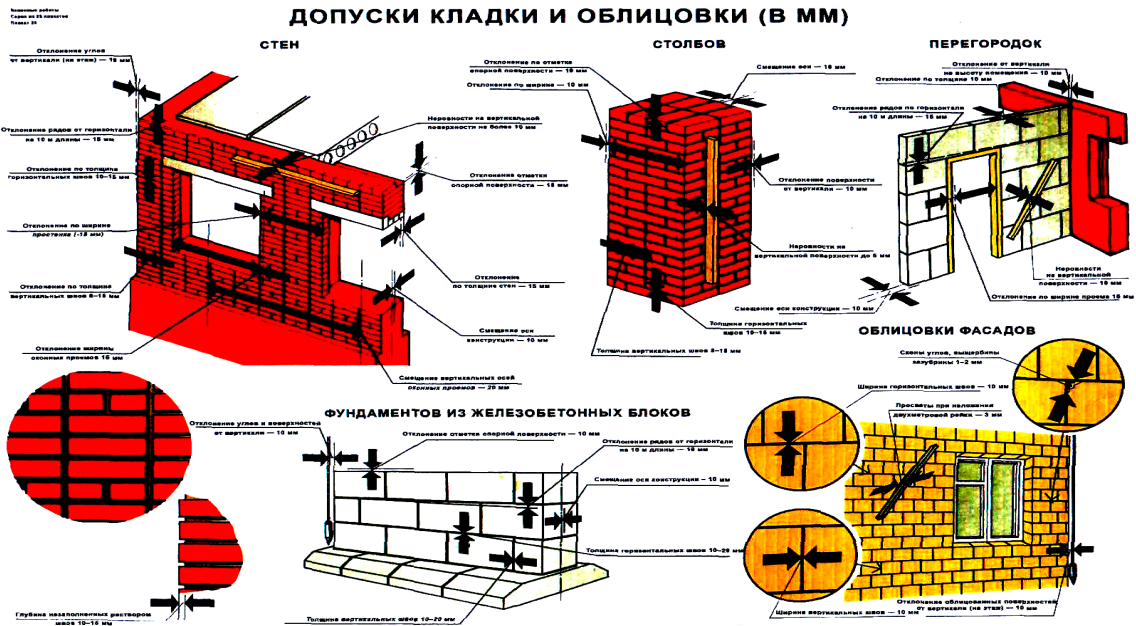 Каменные работы
ДОПУСКИ КЛАДКИ И ОБЛИЦОВКИ (В ММ)
СТЕН
Отклонение углов
от вертикали (на этаж) —
Отклонение рядов от горизонтали
на 10 м длины — 15 мм
Отклонение по толщине
горизонтальных швов 10–15 мм
Отклонение по ширине
простенка (-15 мм)
Отклонение по толщине
вертикальных швов 8–15 мм
Отклонение ширины
оконных проемов 15 мм
Неровности на вертикальной
поверхности не более 10 мм
Отклонение отметки
опорной поверхности —
Отклонение
по толщине стен — 15 мм
Смещение оси
конструкции — 10 мм
Смещение вертикальных осей
оконных проемов — 20 мм
Глубина незаполненных раствором
швов 10–15 мм
СТОЛБОВ
Отклонение по отметке
опорной поверхности — 10 мм
Отклонение по ширине — 10 мм
Смещение оси — 10 мм
Отклонение поверхности
от вертикали — 10 мм
Неровности на
вертикальной поверхности до 5 мм
Смещение оси конструкции — 10 мм
Толщина горизонтальных
швов 10–15 мм
Толщина вертикальных швов 8–15 мм
ПЕРЕГОРОДОК
Отклонение от вертикали
на высоту помещения — 10 мм
Отклонение по толщине 10 мм
Отклонение рядов по горизонтали
на 10 м длины — 15 мм
Неровности
на вертикальной
поверхности — 10 мм
Отклонение по ширине проема 15 мм
ФУНДАМЕНТОВ ИЗ ЖЕЛЕЗОБЕТОННЫХ БЛОКОВ
Отклонение углов и поверхностей
от вертикали — 10 мм
Отклонение отметки опорной поверхности — 10 мм
Отклонение рядов от горизонтали
на 10 м длины —
Смещение оси конструкции — 10 мм
Толщина горизонтальных швов 10–20 мм
Толщина вертикальных швов 10–20 мм
ОБЛИЦОВКИ ФАСАДОВ
Сколы углов, выщербины
зазубрины 1–2 мм
Ширина горизонтальных швов — 10 мм
Просветы при наложении
двухметровой рейки — 3 мм
Ширина вертикальных швов — 10 мм
Отклонение облицованных поверхностей
от вертикали (на этаж) — 10 мм